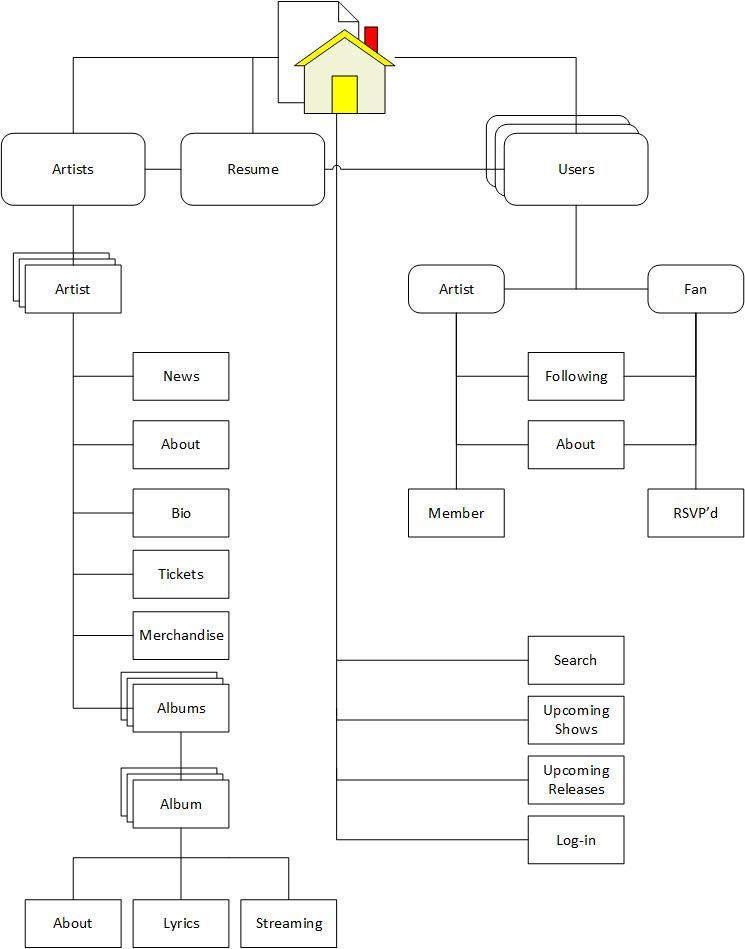 Artists
Resume
Users
Artist
Artist
Fan
News
Following
About
About
Bio
Member
RSVP'd
Tickets
Merchandise
Search
Albums
Upcoming
Shows
Upcoming
Releases
Album
Log-in
About
Lyrics
Streaming